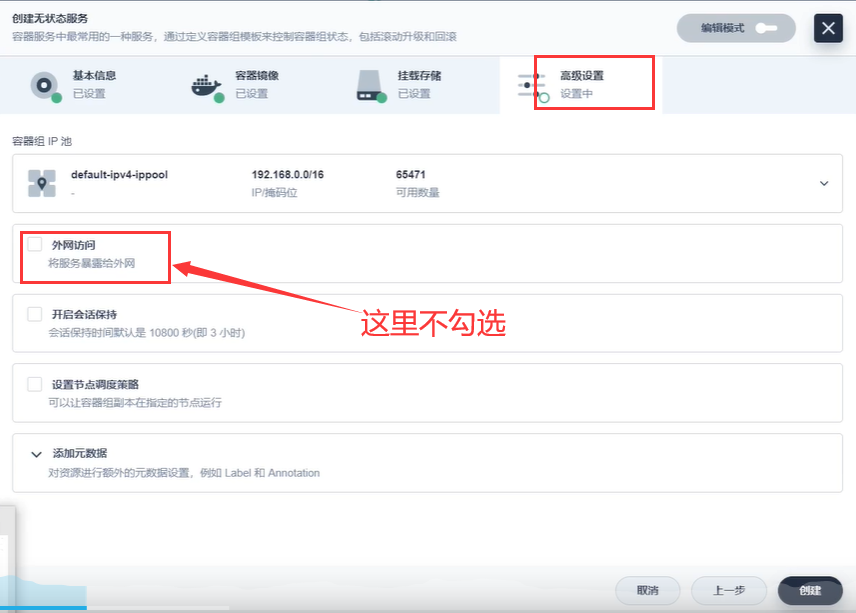 创建无状态服务
容器服务中最常用的一种服务，通过定义容器组模板来控制容器组状态，包括滚动升级和回滚
编辑模式
基本信息
已设置
容器镜像
已设置
挂载存储
已设置
高级设置
设置中
容器组 IP 池
default-ipv4-ippool
-
192.168.0.0/16
IP/掩码位
65471
可用数量
外网访问
将服务暴露给外网
这里不勾选
开启会话保持
会话保持时间默认是 10800 秒(即 3 小时)
设置节点调度策略
可以让容器组副本在指定的节点运行
添加元数据
对资源进行额外的元数据设置，例如 Label 和 Annotation
取消
上一步
创建